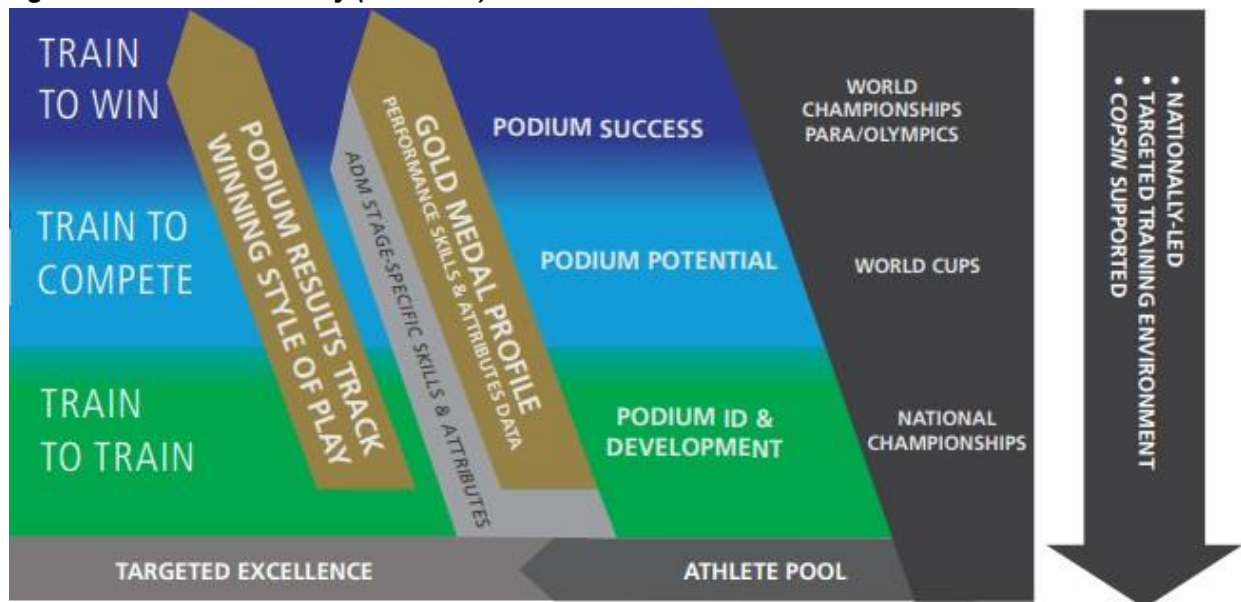 TRAIN
TO WIN
PODIUM RESULTS TRACK
WINNING STYLE OF PLAY
ADM STAGE-SPECIFIC SKILLS & ATTRIBUTES
GOLD MEDAL PROFILE
PERFORMANCE SKILLS & ATTRIBUTES DATA
PODIUM SUCCESS
WORLD
CHAMPIONSHIPS
PARA/OLYMPICS
TRAIN TO
COMPETE
PODIUM POTENTIAL
WORLD CUPS
TRAIN
TO TRAIN
PODIUM ID &
DEVELOPMENT
NATIONAL
CHAMPIONSHIPS
TARGETED EXCELLENCE
ATHLETE POOL
• NATIONALLY-LED
• TARGETED TRAINING ENVIRONMENT
• COPSIN SUPPORTED